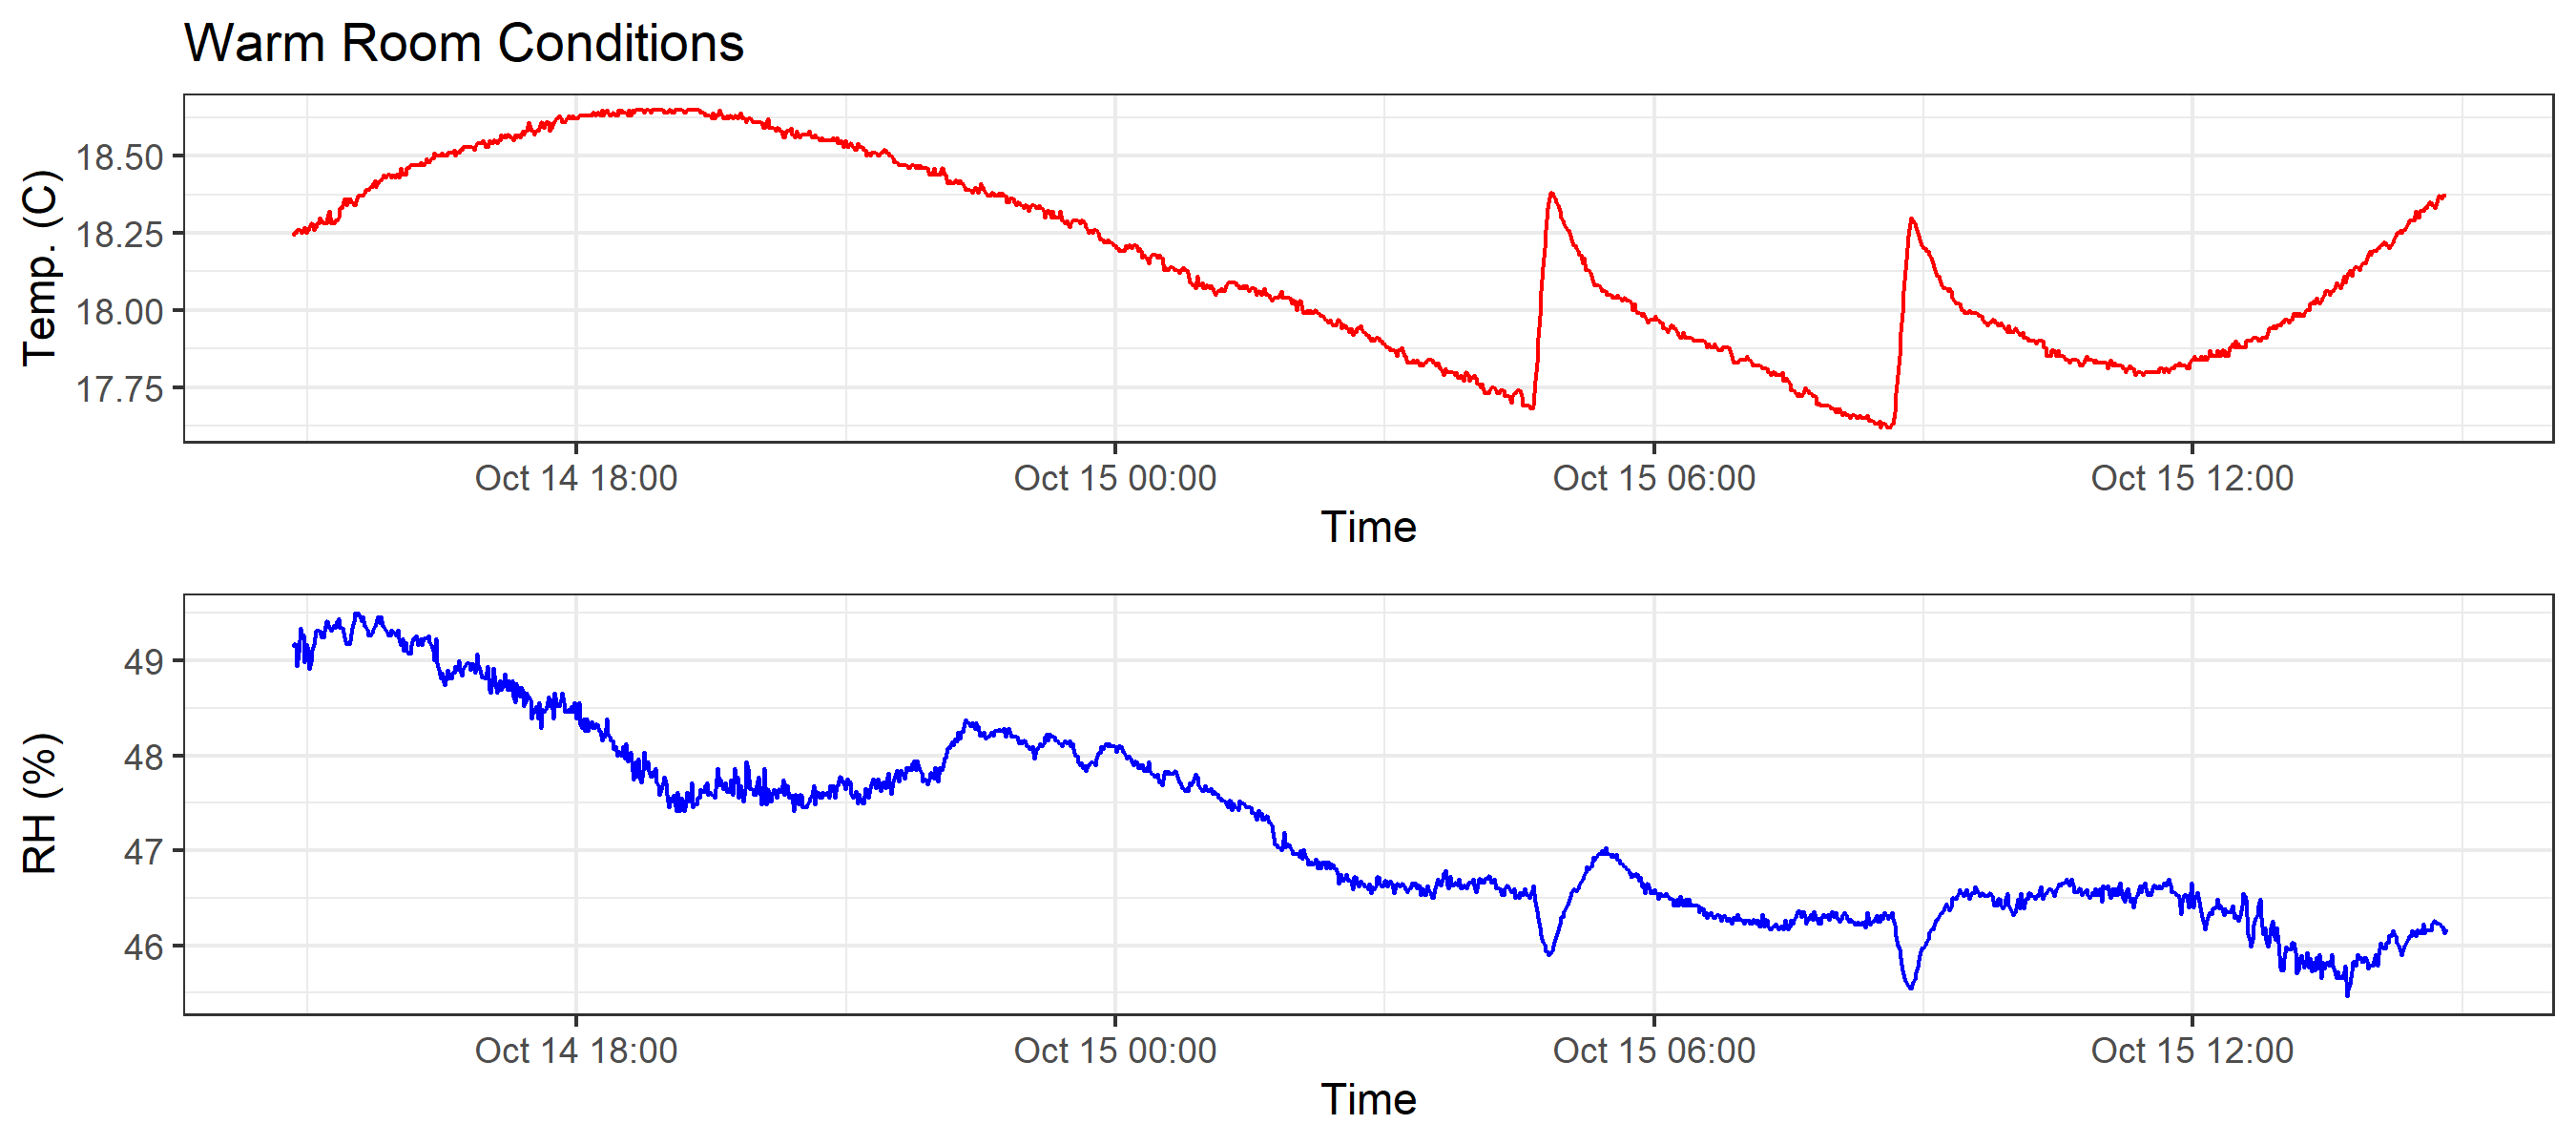 Warm Room Conditions
Temp. (C)
18.50
18.25
18.00
17.75
Oct 14 18:00 Oct 15 00:00 Oct 15 06:00 Oct 15 12:00
Time
RH (%)
49
48
47
46
Oct 14 18:00 Oct 15 00:00 Oct 15 06:00 Oct 15 12:00
Time